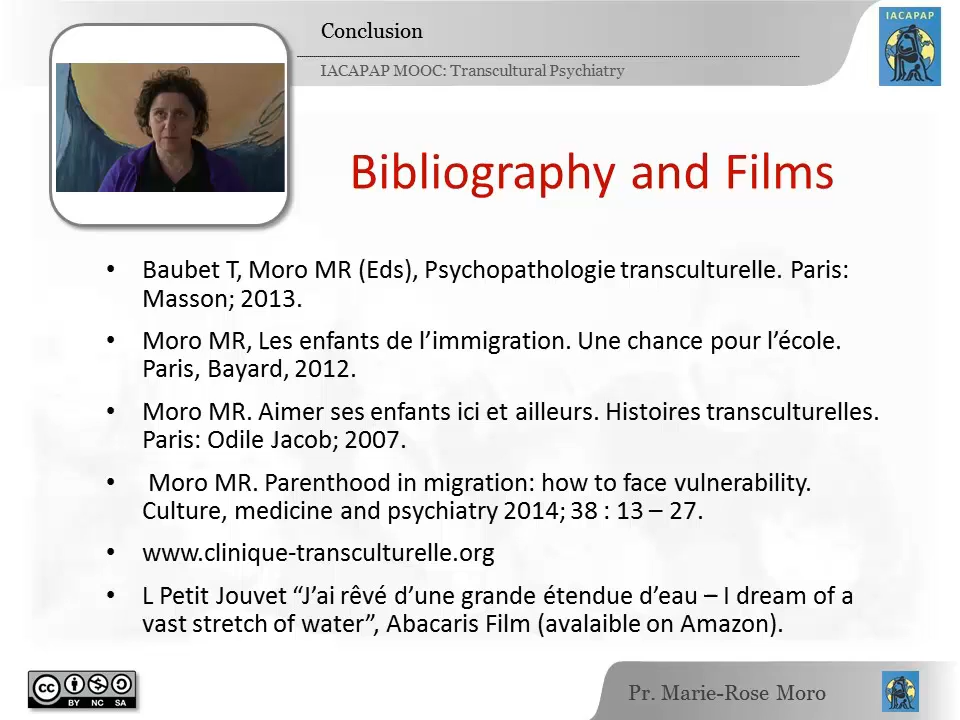 Conclusion
IACAPAP MOOC: Transcultural Psychiatry
IACAPAP
Bibliography and Films
• Baubet T, Moro MR (Eds), Psychopathologie transculturelle. Paris:
Masson; 2013.
• Moro MR, Les enfants de l’immigration. Une chance pour l’école.
Paris, Bayard, 2012.
• Moro MR. Aimer ses enfants ici et ailleurs. Histoires transculturelles.
Paris: Odile Jacob; 2007.
• Moro MR. Parenthood in migration: how to face vulnerability.
Culture, medicine and psychiatry 2014; 38 : 13 – 27.
• www.clinique-transculturelle.org
• L Petit Jouvet “J’ai rêvé d’une grande étendue d’eau – I dream of a
vast stretch of water”, Abacaris Film (avalaible on Amazon).
cc
BY NC SA
Pr. Marie-Rose Moro